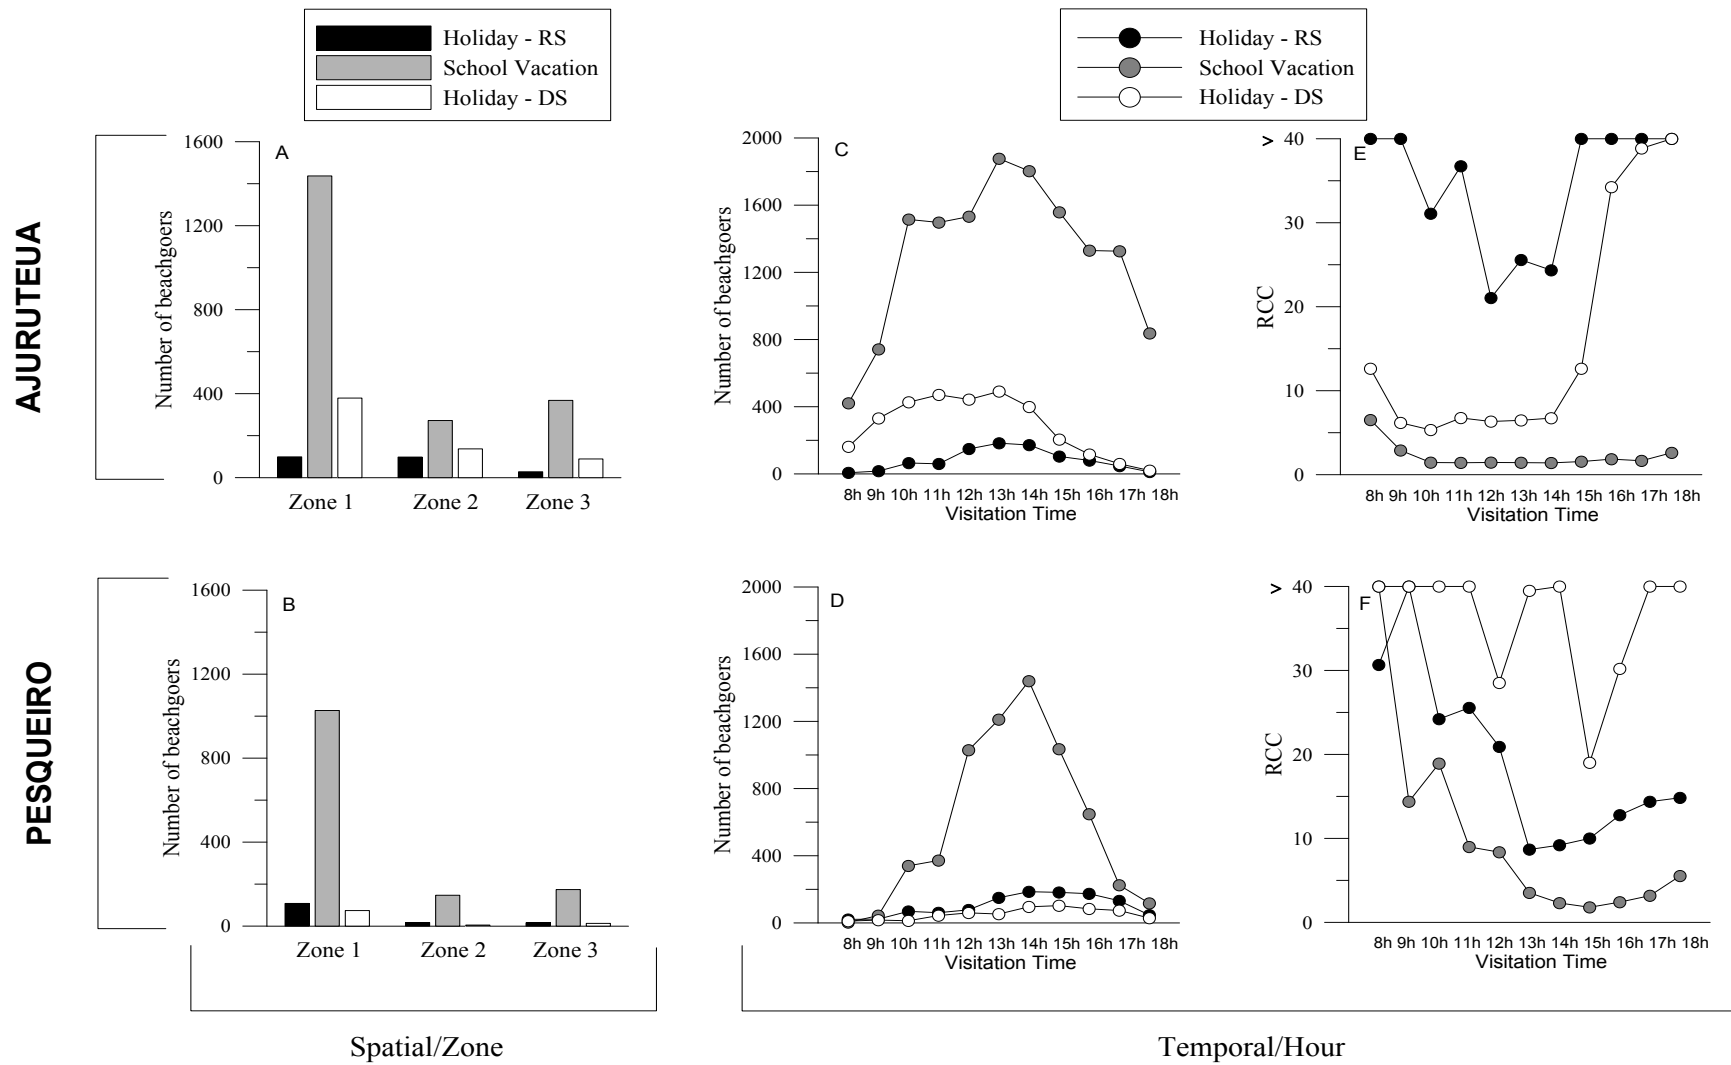 Holiday - RS
School Vacation
Holiday - DS
Holiday - RS
School Vacation
Holiday - DS
AJURUTEUA
A
Number of beachgoers
1600
1200
800
400
0
Zone 1 Zone 2 Zone 3
C
Number of beachgoers
2000
1600
1200
800
400
0
8h 9h 10h 11h 12h 13h 14h 15h 16h 17h 18h
Visitation Time
E
RCC
> 40
30
20
10
0
8h 9h 10h 11h 12h 13h 14h 15h 16h 17h 18h
Visitation Time
PESQUEIRO
B
Number of beachgoers
1600
1200
800
400
0
Zone 1 Zone 2 Zone 3
D
Number of beachgoers
2000
1600
1200
800
400
0
8h 9h 10h 11h 12h 13h 14h 15h 16h 17h 18h
Visitation Time
F
RCC
> 40
30
20
10
0
8h 9h 10h 11h 12h 13h 14h 15h 16h 17h 18h
Visitation Time
Spatial/Zone
Temporal/Hour